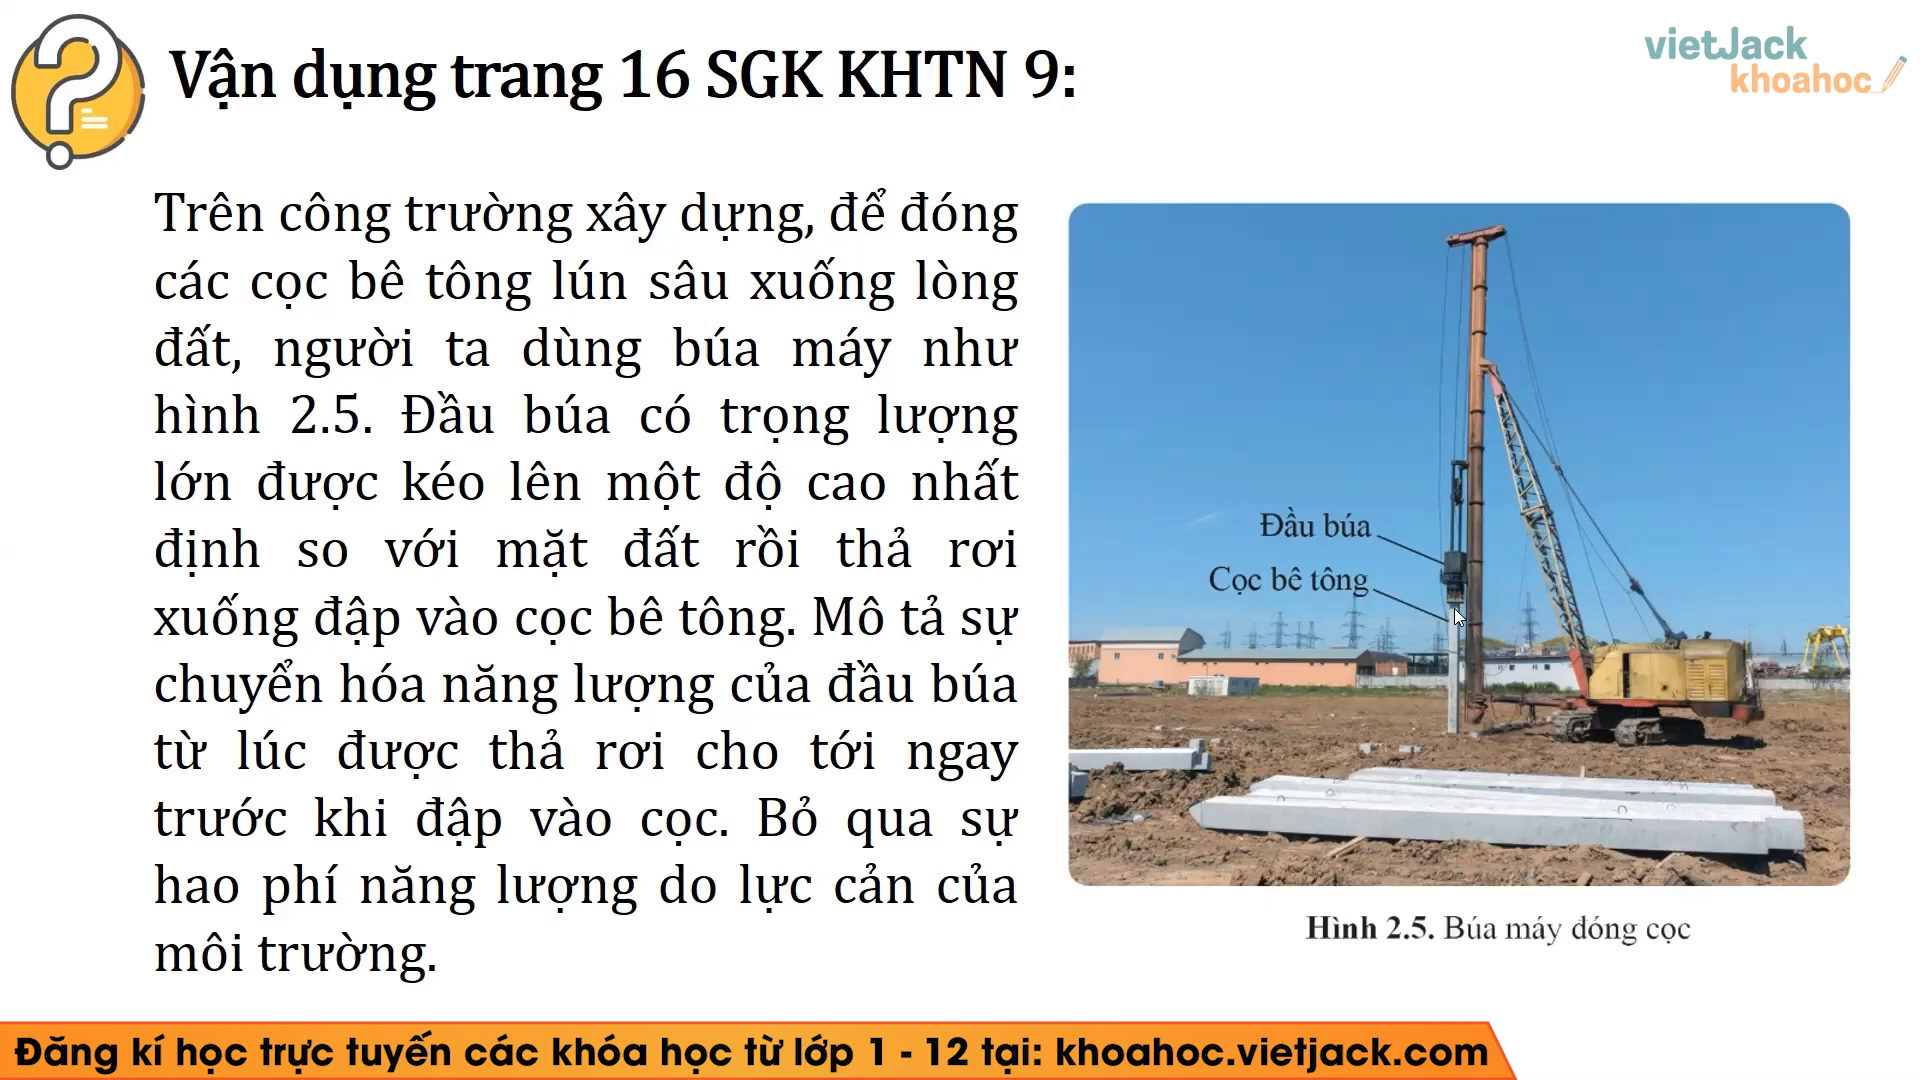 Vận dụng trang 16 SGK KHTN 9:
vietJack
khoahoc
Trên công trường xây dựng, để đóng
các cọc bê tông lún sâu xuống lòng
đất, người ta dùng búa máy như
hình 2.5. Đầu búa có trọng lượng
lớn được kéo lên một độ cao nhất
định so với mặt đất rồi thả rơi
xuống đập vào cọc bê tông. Mô tả sự
chuyển hóa năng lượng của đầu búa
từ lúc được thả rơi cho tới ngay
trước khi đập vào cọc. Bỏ qua sự
hao phí năng lượng do lực cản của
môi trường.
Đầu búa
Cọc bê tông
Hình 2.5. Búa máy đóng cọc
Đăng kí học trực tuyến các khóa học từ lớp 1 - 12 tại: khoahoc.vietjack.com